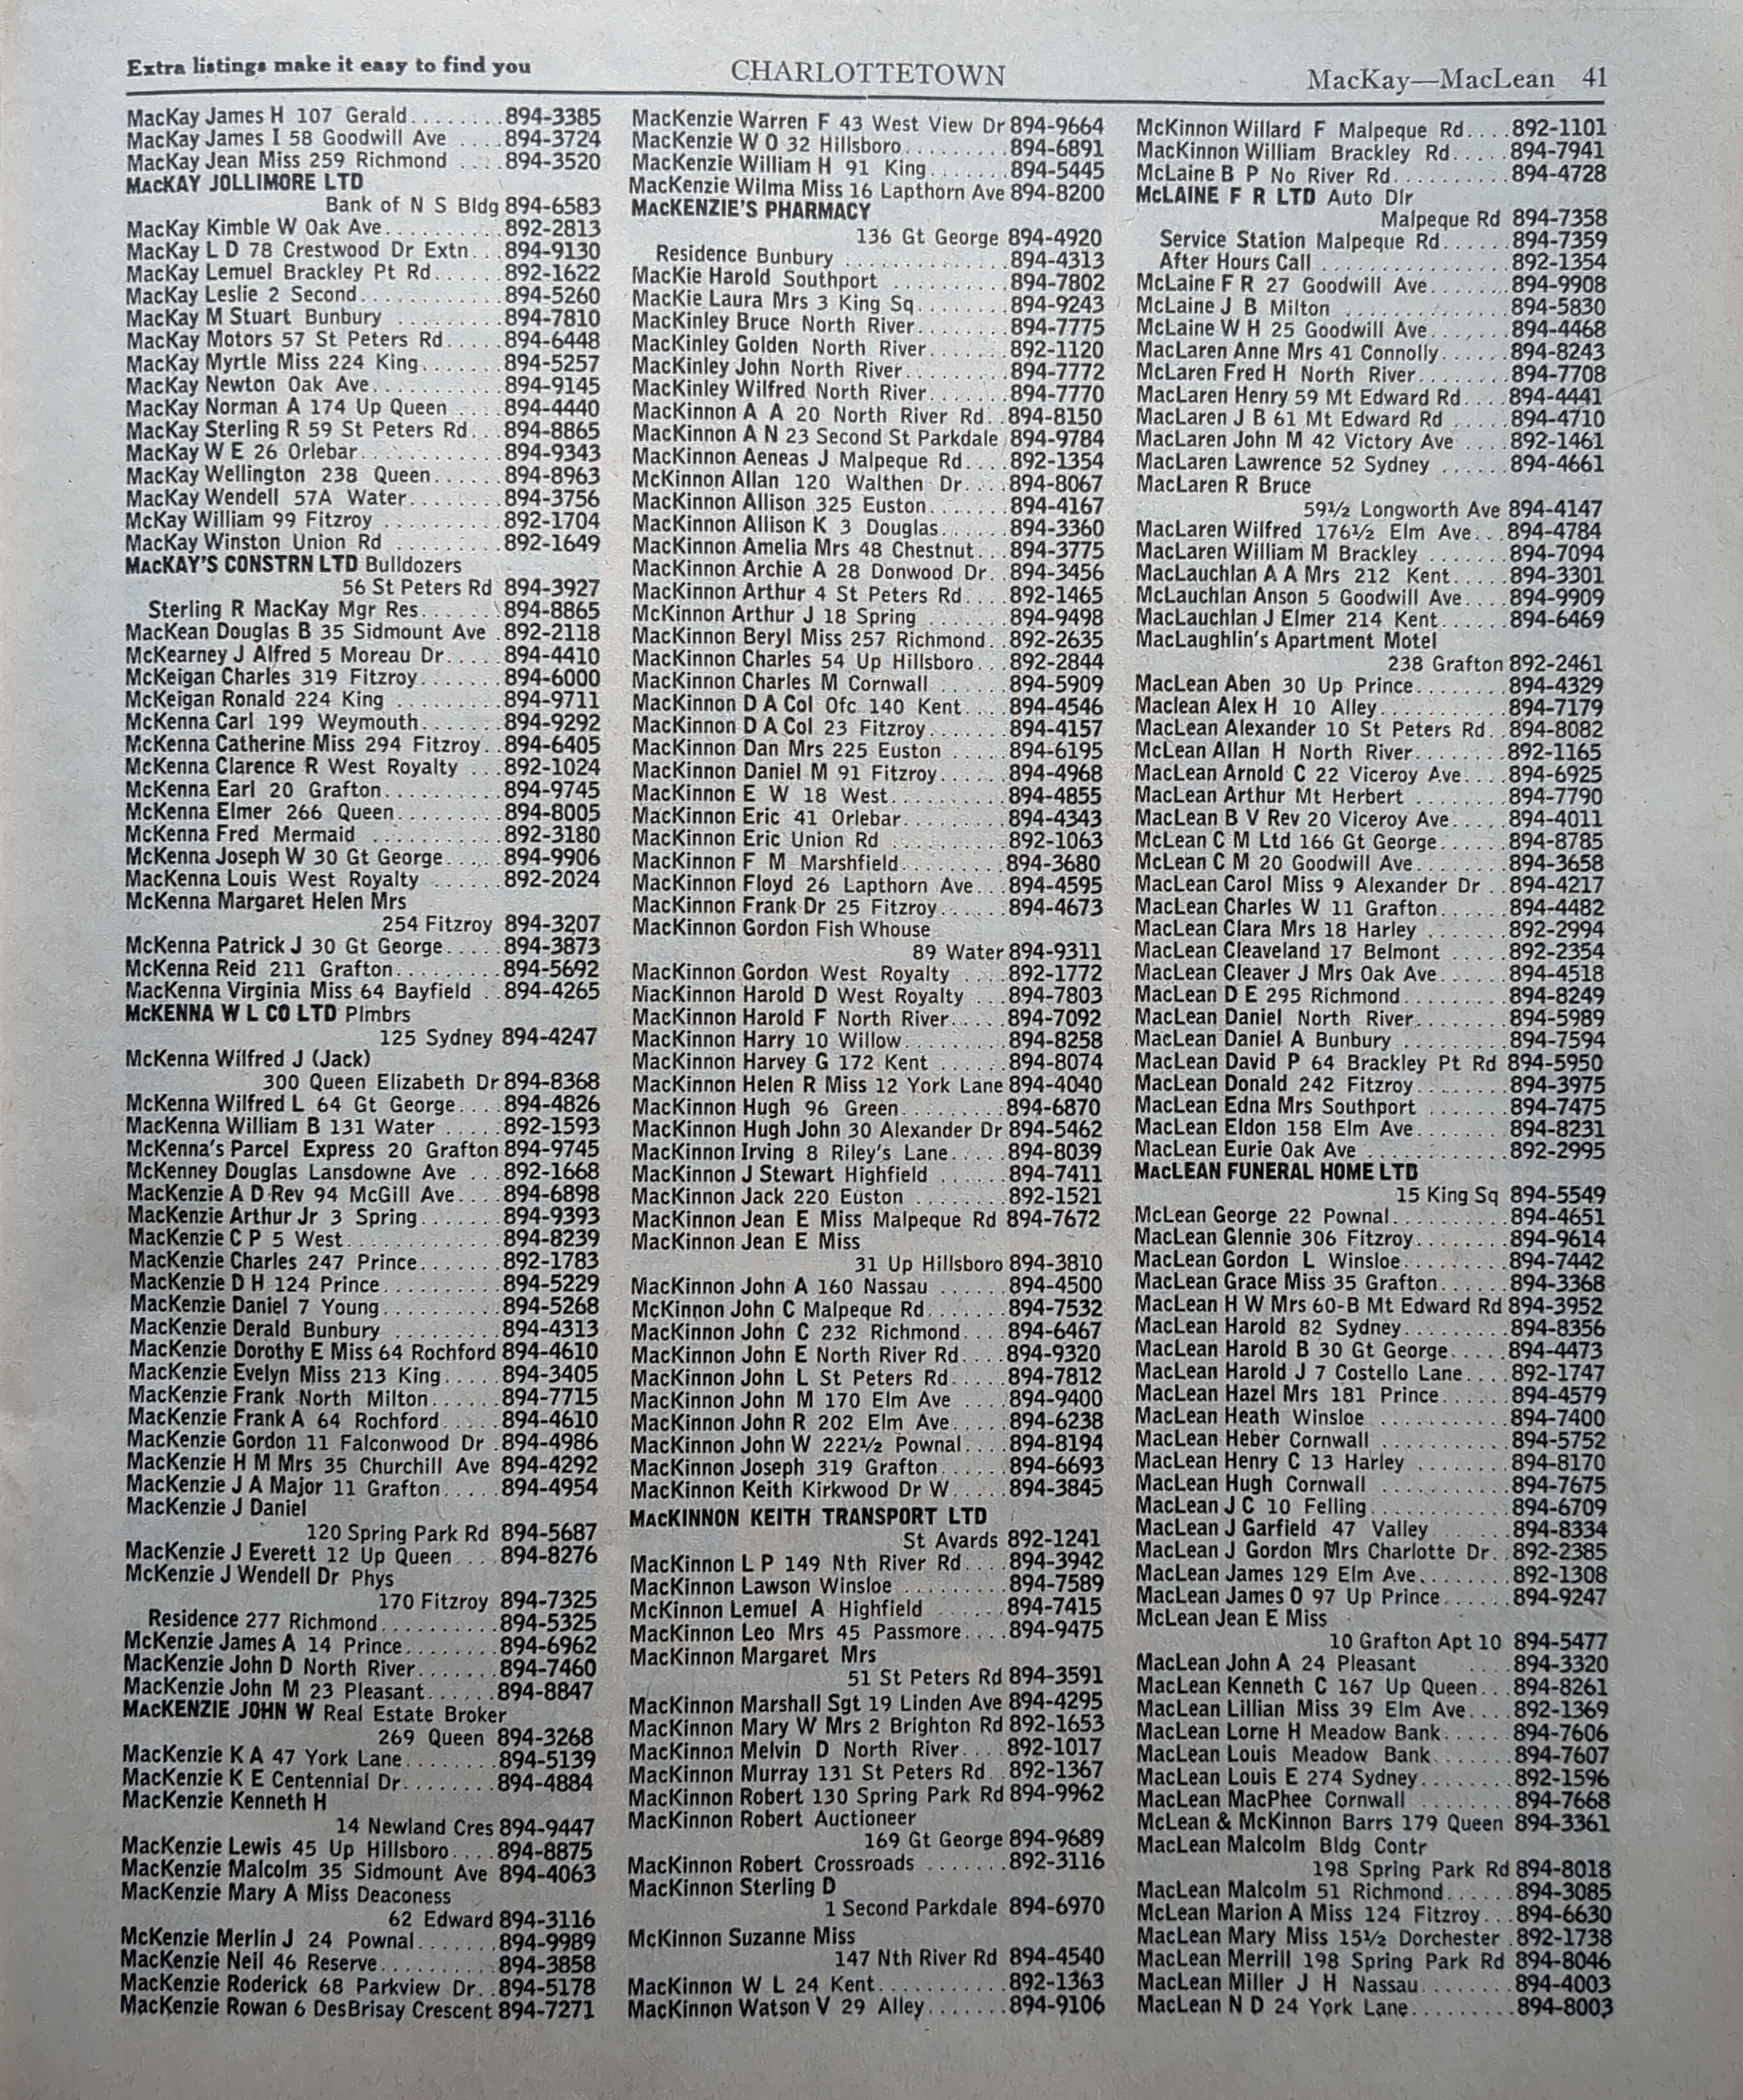 Extra listings make it easy to find you
CHARLOTTETOWN
MacKay—MacLean 41
MacKay James H 107 Gerald........894-3385
MacKay James I 58 Goodwill Ave ....894-3724
MacKay Jean Miss 259 Richmond ....894-3520
MACKAY JOLLIMORE LTD
Bank of N S Bldg 894-6583
MacKay Kimble W Oak Ave..........892-2813
MacKay L D 78 Crestwood Dr Extn...894-9130
MacKay Lemuel Brackley Pt Rd......892-1622
MacKay Leslie 2 Second............894-5260
MacKay M Stuart Bunbury .........894-7810
MacKay Motors 57 St Peters Rd.....894-6448
MacKay Myrtle Miss 224 King.......894-5257
MacKay Newton Oak Ave...........894-9145
MacKay Norman A 174 Up Queen ....894-4440
MacKay Sterling R 59 St Peters Rd...894-8865
MacKay W E 26 Orlebar............894-9343
MacKay Wellington 238 Queen......894-8963
MacKay Wendell 57A Water........894-3756
McKay William 99 Fitzroy .........892-1704
MacKay Winston Union Rd .........892-1649
MACKAY'S CONSTRN LTD Bulldozers
56 St Peters Rd 894-3927
Sterling R MacKay Mgr Res.......894-8865
MacKean Douglas B 35 Sidmount Ave .892-2118
McKearney J Alfred 5 Moreau Dr.....894-4410
McKeigan Charles 319 Fitzroy.......894-6000
McKeigan Ronald 224 King .........894-9711
McKenna Carl 199 Weymouth.......894-9292
McKenna Catherine Miss 294 Fitzroy..894-6405
McKenna Clarence R West Royalty ...892-1024
McKenna Earl 20 Grafton..........894-9745
McKenna Elmer 266 Queen.........894-8005
McKenna Fred Mermaid ..........892-3180
McKenna Joseph W 30 Gt George.....894-9906
MacKenna Louis West Royalty ......892-2024
McKenna Margaret Helen Mrs
254 Fitzroy 894-3207
McKenna Patrick J 30 Gt George.....894-3873
McKenna Reid 211 Grafton.........894-5692
MacKenna Virginia Miss 64 Bayfield ..894-4265
MCKENNA W L CO LTD Plmbrs
125 Sydney 894-4247
McKenna Wilfred J (Jack)
300 Queen Elizabeth Dr 894-8368
McKenna Wilfred L 64 Gt George....894-4826
MacKenna William B 131 Water .....892-1593
McKenna's Parcel Express 20 Grafton 894-9745
McKenney Douglas Lansdowne Ave ...892-1668
MacKenzie A D Rev 94 McGill Ave....894-6898
MacKenzie Arthur Jr 3 Spring.......894-9393
MacKenzie C P 5 West.............894-8239
MacKenzie Charles 247 Prince.......892-1783
MacKenzie D H 124 Prince..........894-5229
MacKenzie Daniel 7 Young..........894-5268
MacKenzie Derald Bunbury .........894-4313
MacKenzie Dorothy E Miss 64 Rochford 894-4610
MacKenzie Evelyn Miss 213 King.....894-3405
MacKenzie Frank North Milton......894-7715
MacKenzie Frank A 64 Rochford.....894-4610
MacKenzie Gordon 11 Falconwood Dr .894-4986
MacKenzie H M Mrs 35 Churchill Ave 894-4292
MacKenzie J A Major 11 Grafton.....894-4954
MacKenzie J Daniel
120 Spring Park Rd 894-5687
MacKenzie J Everett 12 Up Queen....894-8276
McKenzie J Wendell Dr Phys
170 Fitzroy 894-7325
Residence 277 Richmond..........894-5325
McKenzie James A 14 Prince........894-6962
MacKenzie John D North River.......894-7460
MacKenzie John M 23 Pleasant......894-8847
MACKENZIE JOHN W Real Estate Broker
269 Queen 894-3268
MacKenzie K A 47 York Lane........894-5139
MacKenzie K E Centennial Dr........894-4884
MacKenzie Kenneth H
14 Newland Cres 894-9447
MacKenzie Lewis 45 Up Hillsboro....894-8875
MacKenzie Malcolm 35 Sidmount Ave 894-4063
MacKenzie Mary A Miss Deaconess
62 Edward 894-3116
McKenzie Merlin J 24 Pownal.......894-9989
MacKenzie Neil 46 Reserve.........894-3858
MacKenzie Roderick 68 Parkview Dr..894-5178
MacKenzie Rowan 6 DesBrisay Crescent 894-7271
MacKenzie Warren F 43 West View Dr 894-9664
MacKenzie W O 32 Hillsboro.........894-6891
MacKenzie William H 91 King.......894-5445
MacKenzie Wilma Miss 16 Lapthorn Ave 894-8200
MACKENZIE'S PHARMACY
136 Gt George 894-4920
Residence Bunbury ..............894-4313
MacKie Harold Southport ..........894-7802
MacKie Laura Mrs 3 King Sq........894-9243
MacKinley Bruce North River........894-7775
MacKinley Golden North River.......892-1120
MacKinley John North River.........894-7772
MacKinley Wilfred North River.......894-7770
MacKinnon A A 20 North River Rd..894-8150
MacKinnon A N 23 Second St Parkdale 894-9784
MacKinnon Aeneas J Malpeque Rd....892-1354
McKinnon Allan 120 Walthen Dr....894-8067
MacKinnon Allison 325 Euston.......894-4167
MacKinnon Allison K 3 Douglas......894-3360
MacKinnon Amelia Mrs 48 Chestnut...894-3775
MacKinnon Archie A 28 Donwood Dr..894-3456
MacKinnon Arthur 4 St Peters Rd....892-1465
McKinnon Arthur J 18 Spring .......894-9498
MacKinnon Beryl Miss 257 Richmond..892-2635
MacKinnon Charles 54 Up Hillsboro...892-2844
MacKinnon Charles M Cornwall ......894-5909
MacKinnon D A Col Ofc 140 Kent....894-4546
MacKinnon D A Col 23 Fitzroy.......894-4157
MacKinnon Dan Mrs 225 Euston .....894-6195
MacKinnon Daniel M 91 Fitzroy......894-4968
MacKinnon E W 18 West..........894-4855
MacKinnon Eric 41 Orlebar.........894-4343
MacKinnon Eric Union Rd ..........892-1063
MacKinnon F M Marshfield.........894-3680
MacKinnon Floyd 26 Lapthorn Ave...894-4595
MacKinnon Frank Dr 25 Fitzroy......894-4673
MacKinnon Gordon Fish Whouse
89 Water 894-9311
MacKinnon Gordon West Royalty ....892-1772
MacKinnon Harold D West Royalty ...894-7803
MacKinnon Harold F North River.....894-7092
MacKinnon Harry 10 Willow.........894-8258
MacKinnon Harvey G 172 Kent ......894-8074
MacKinnon Helen R Miss 12 York Lane 894-4040
MacKinnon Hugh 96 Green.........894-6870
MacKinnon Hugh John 30 Alexander Dr 894-5462
MacKinnon Irving 8 Riley's Lane.....894-8039
MacKinnon J Stewart Highfield ......894-7411
MacKinnon Jack 220 Euston ........892-1521
MacKinnon Jean E Miss Malpeque Rd 894-7672
MacKinnon Jean E Miss
31 Up Hillsboro 894-3810
MacKinnon John A 160 Nassau ......894-4500
McKinnon John C Malpeque Rd.......894-7532
MacKinnon John C 232 Richmond....894-6467
MacKinnon John E North River Rd....894-9320
MacKinnon John L St Peters Rd.....894-7812
MacKinnon John M 170 Elm Ave ....894-9400
MacKinnon John R 202 Elm Ave.....894-6238
MacKinnon John W 222½ Pownal....894-8194
MacKinnon Joseph 319 Grafton......894-6693
MacKinnon Keith Kirkwood Dr W.....894-3845
MACKINNON KEITH TRANSPORT LTD
St Avards 892-1241
MacKinnon L P 149 Nth River Rd....894-3942
MacKinnon Lawson Winsloe .........894-7589
McKinnon Lemuel A Highfield ......894-7415
MacKinnon Leo Mrs 45 Passmore....894-9475
MacKinnon Margaret Mrs
51 St Peters Rd 894-3591
MacKinnon Marshall Sgt 19 Linden Ave 894-4295
MacKinnon Mary W Mrs 2 Brighton Rd 892-1653
MacKinnon Melvin D North River....892-1017
MacKinnon Murray 131 St Peters Rd..892-1367
MacKinnon Robert 130 Spring Park Rd 894-9962
MacKinnon Robert Auctioneer
169 Gt George 894-9689
MacKinnon Robert Crossroads .......892-3116
MacKinnon Sterling D
1 Second Parkdale 894-6970
McKinnon Suzanne Miss
147 Nth River Rd 894-4540
MacKinnon W L 24 Kent...........892-1363
MacKinnon Watson V 29 Alley.......894-9106
McKinnon Willard F Malpeque Rd....892-1101
MacKinnon William Brackley Rd.....894-7941
McLaine B P No River Rd..........894-4728
MCLAINE F R LTD Auto Dlr
Malpeque Rd 894-7358
Service Station Malpeque Rd......894-7359
After Hours Call ................892-1354
McLaine F R 27 Goodwill Ave.......894-9908
McLaine J B Milton ..............894-5830
McLaine W H 25 Goodwill Ave.......894-4468
MacLaren Anne Mrs 41 Connolly......894-8243
McLaren Fred H North River........894-7708
MacLaren Henry 59 Mt Edward Rd....894-4441
MacLaren J B 61 Mt Edward Rd ....894-4710
MacLaren John M 42 Victory Ave ....892-1461
MacLaren Lawrence 52 Sydney ......894-4661
MacLaren R Bruce
59½ Longworth Ave 894-4147
MacLaren Wilfred 176½ Elm Ave...894-4784
MacLaren William M Brackley .......894-7094
MacLauchlan A A Mrs 212 Kent.....894-3301
McLauchlan Anson 5 Goodwill Ave....894-9909
MacLauchlan J Elmer 214 Kent......894-6469
MacLaughlin's Apartment Motel
238 Grafton 892-2461
MacLean Aben 30 Up Prince........894-4329
Maclean Alex H 10 Alley...........894-7179
MacLean Alexander 10 St Peters Rd..894-8082
McLean Allan H North River........892-1165
MacLean Arnold C 22 Viceroy Ave....894-6925
MacLean Arthur Mt Herbert ........894-7790
MacLean B V Rev 20 Viceroy Ave.....894-4011
McLean C M Ltd 166 Gt George......894-8785
McLean C M 20 Goodwill Ave........894-3658
MacLean Carol Miss 9 Alexander Dr ..894-4217
MacLean Charles W 11 Grafton......894-4482
MacLean Clara Mrs 18 Harley .......892-2994
MacLean Cleaveland 17 Belmont .....892-2354
MacLean Cleaver J Mrs Oak Ave......894-4518
MacLean D E 295 Richmond.........894-8249
MacLean Daniel North River........894-5989
MacLean Daniel A Bunbury .........894-7594
MacLean David P 64 Brackley Pt Rd 894-5950
MacLean Donald 242 Fitzroy........894-3975
MacLean Edna Mrs Southport .......894-7475
MacLean Eldon 158 Elm Ave........894-8231
MacLean Eurie Oak Ave ............892-2995
MACLEAN FUNERAL HOME LTD
15 King Sq 894-5549
McLean George 22 Pownal..........894-4651
MacLean Glennie 306 Fitzroy........894-9614
MacLean Gordon L Winsloe.........894-7442
MacLean Grace Miss 35 Grafton......894-3368
MacLean H W Mrs 60-B Mt Edward Rd 894-3952
MacLean Harold 82 Sydney.........894-8356
MacLean Harold B 30 Gt George.....894-4473
MacLean Harold J 7 Costello Lane....892-1747
MacLean Hazel Mrs 181 Prince......894-4579
MacLean Heath Winsloe ...........894-7400
MacLean Heber Cornwall ...........894-5752
MacLean Henry C 13 Harley ........894-8170
MacLean Hugh Cornwall ...........894-7675
MacLean J C 10 Felling............894-6709
MacLean J Garfield 47 Valley ......894-8334
MacLean J Gordon Mrs Charlotte Dr..892-2385
MacLean James 129 Elm Ave........892-1308
MacLean James O 97 Up Prince......894-9247
McLean Jean E Miss
10 Grafton Apt 10 894-5477
MacLean John A 24 Pleasant ....894-3320
MacLean Kenneth C 167 Up Queen...894-8261
MacLean Lillian Miss 39 Elm Ave....892-1369
MacLean Lorne H Meadow Bank......894-7606
MacLean Louis Meadow Bank.......894-7607
MacLean Louis E 274 Sydney........892-1596
MacLean MacPhee Cornwall ........894-7668
McLean & McKinnon Barrs 179 Queen 894-3361
MacLean Malcolm Bldg Contr
198 Spring Park Rd 894-8018
MacLean Malcolm 51 Richmond......894-3085
McLean Marion A Miss 124 Fitzroy...894-6630
MacLean Mary Miss 15½ Dorchester .892-1738
MacLean Merrill 198 Spring Park Rd 894-8046
MacLean Miller J H Nassau........894-4003
MacLean N D 24 York Lane.........894-8003